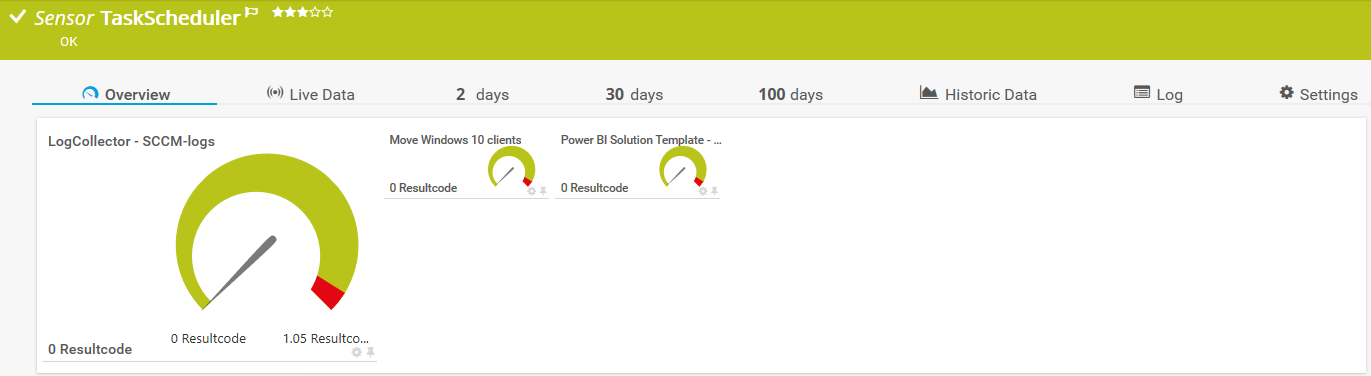 Sensor TaskScheduler
OK
Overview
Live Data
2 days
30 days
100 days
Historic Data
Log
Settings
LogCollector - SCCM-logs
0 Resultcode
1.05 Resultco...
0 Resultcode
Move Windows 10 clients
0 Resultcode
Power BI Solution Template - ...
0 Resultcode